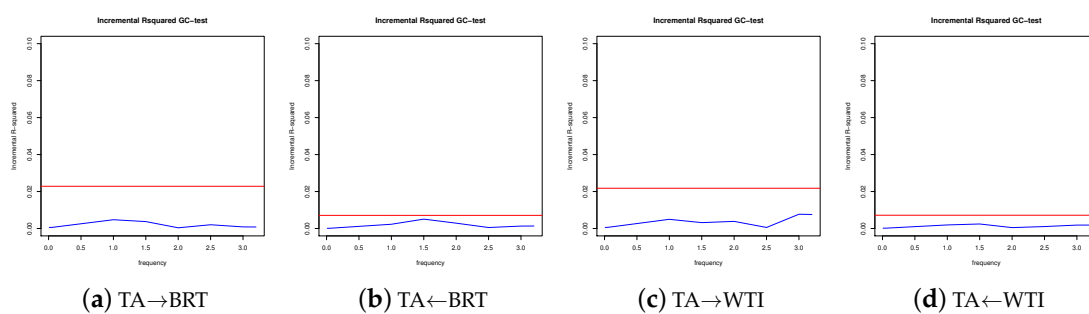 Incremental Rsquared GC-test
Incremental R-squared
0.00 0.02 0.04 0.06 0.08 0.10
0.0 0.5 1.0 1.5 2.0 2.5 3.0
frequency
(a) TA→BRT
Incremental Rsquared GC-test
Incremental R-squared
0.00 0.02 0.04 0.06 0.08 0.10
0.0 0.5 1.0 1.5 2.0 2.5 3.0
frequency
(b) TA←BRT
Incremental Rsquared GC-test
Incremental R-squared
0.00 0.02 0.04 0.06 0.08 0.10
0.0 0.5 1.0 1.5 2.0 2.5 3.0
frequency
(c) TA→WTI
Incremental Rsquared GC-test
Incremental R-squared
0.00 0.02 0.04 0.06 0.08 0.10
0.0 0.5 1.0 1.5 2.0 2.5 3.0
frequency
(d) TA←WTI